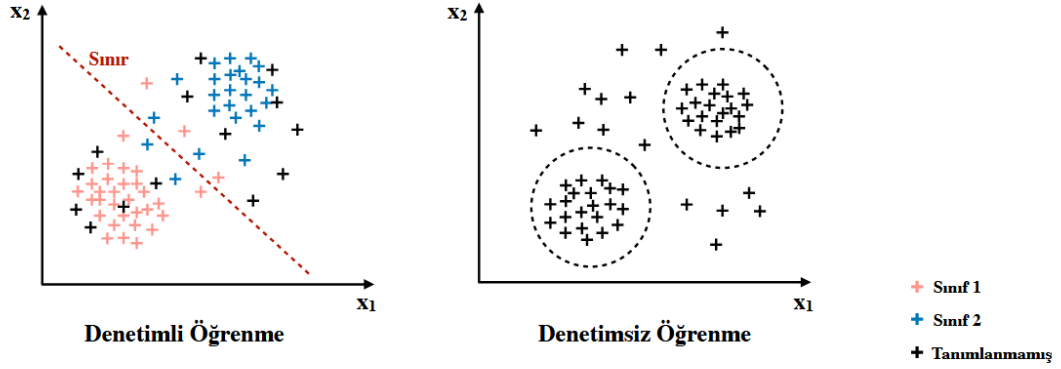 x2
Sınır
x1
Denetimli Öğrenme
x2
x1
Denetimsiz Öğrenme
Sınıf 1
Sınıf 2
Tanımlanmamış